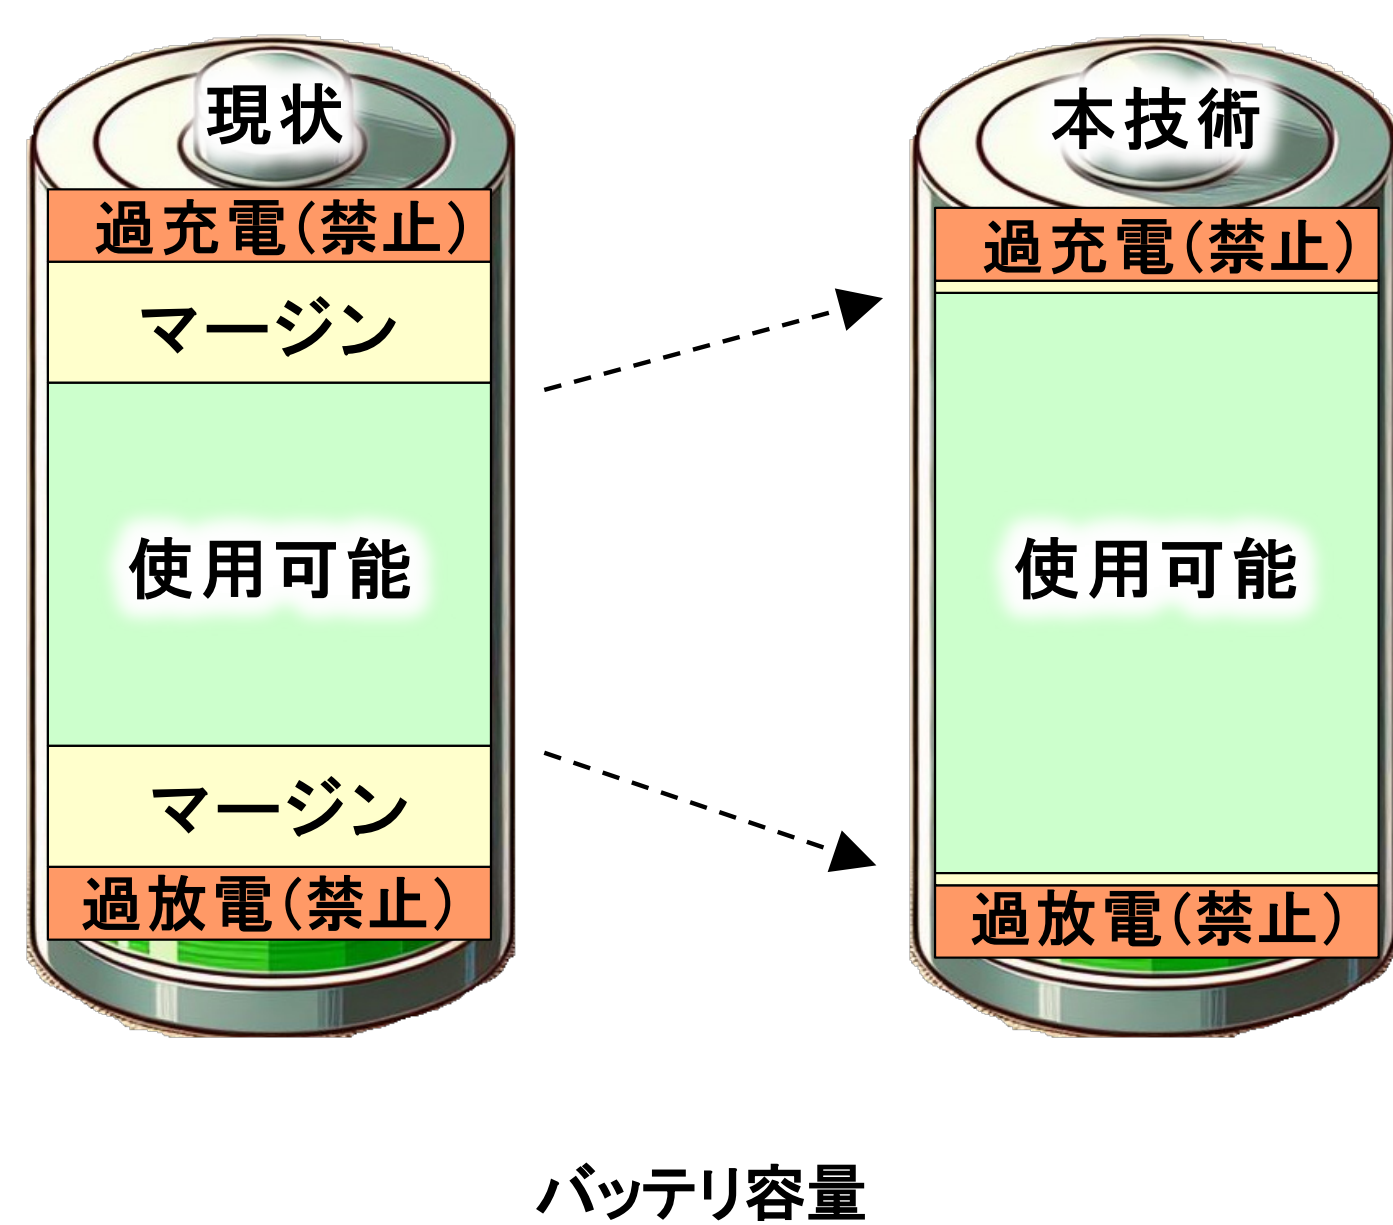 現状
過充電(禁止)
マージン
使用可能
マージン
過放電(禁止)
本技術
過充電(禁止)
使用可能
過放電(禁止)
バッテリ容量